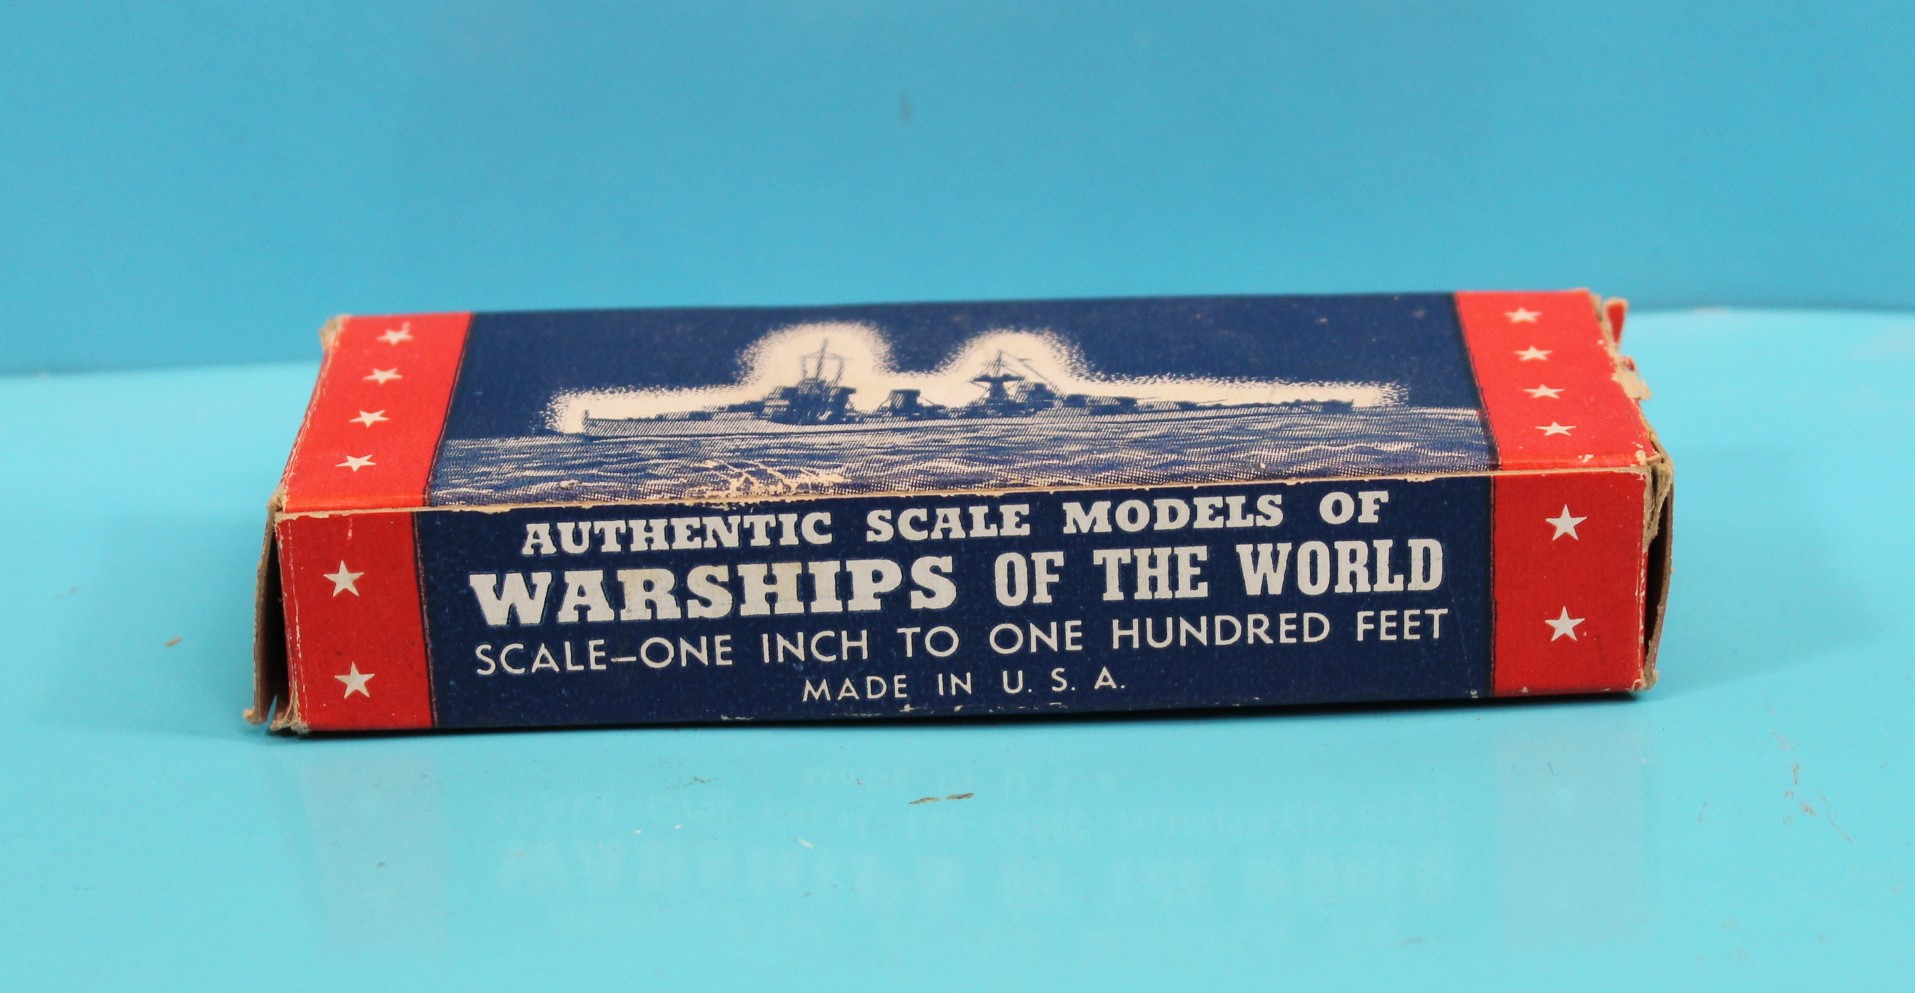 AUTHENTIC SCALE MODELS OF
WARSHIPS OF THE WORLD
SCALE—ONE INCH TO ONE HUNDRED FEET
MADE IN U. S. A.